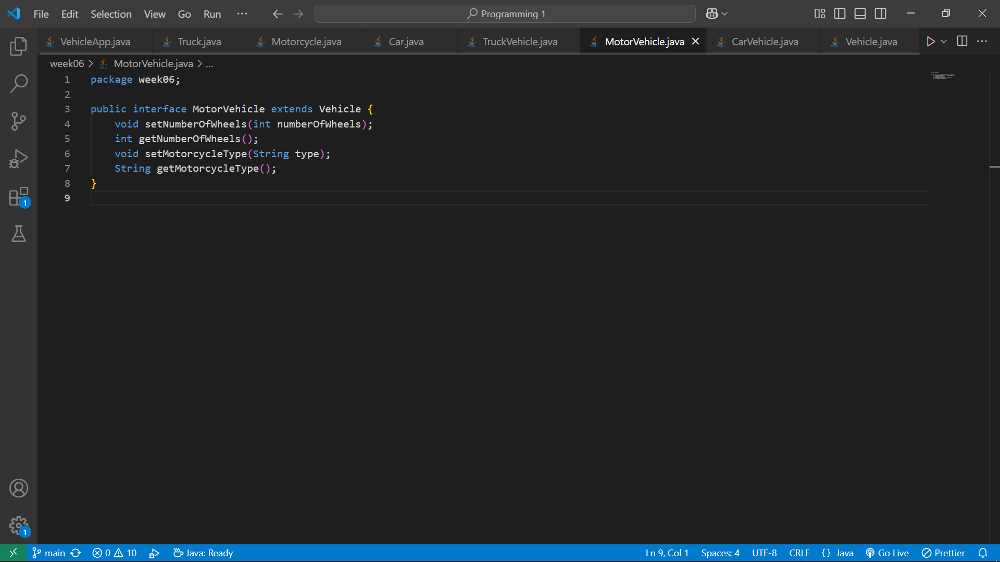 File Edit Selection View Go Run ... Programming 1
VehicleApp.java Truck.java Motorcycle.java Car.java TruckVehicle.java MotorVehicle.java CarVehicle.java Vehicle.java
week06 > MotorVehicle.java > ...
1 package week06;
2
3 public interface MotorVehicle extends Vehicle {
4     void setNumberOfWheels(int numberOfWheels);
5     int getNumberOfWheels();
6     void setMotorcycleType(String type);
7     String getMotorcycleType();
8 }
9
1
1
main 0 10 Java: Ready Ln 9, Col 1 Spaces: 4 UTF-8 CRLF {} Java Go Live Prettier